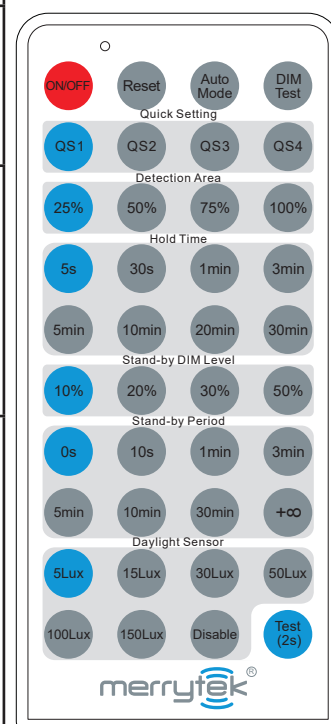 ON/OFF Reset Auto Mode DIM Test
Quick Setting
QS1 QS2 QS3 QS4
Detection Area
25% 50% 75% 100%
Hold Time
5s 30s 1min 3min
5min 10min 20min 30min
Stand-by DIM Level
10% 20% 30% 50%
Stand-by Period
0s 10s 1min 3min
5min 10min 30min +∞
Daylight Sensor
5Lux 15Lux 30Lux 50Lux
100Lux 150Lux Disable Test (2s)
merrytek®